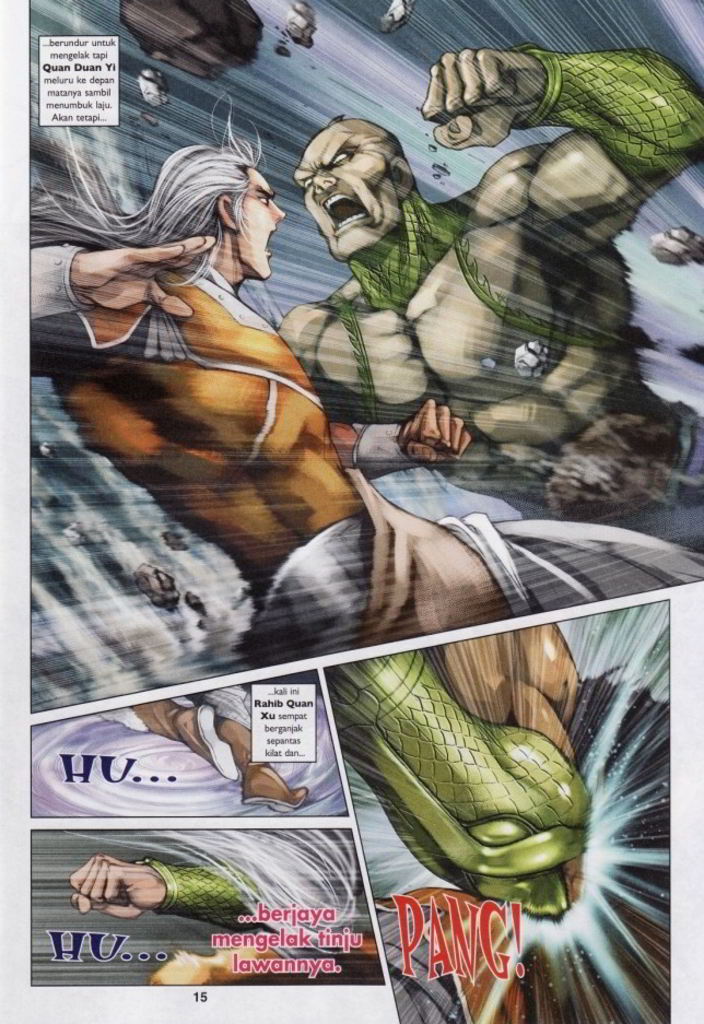 ...berundur untuk
mengelak tapi
Quan Duan Yi
meluru ke depan
matanya sambil
menumbuk laju.
Akan tetapi...
...kali ini
Rahib Quan
Xu sempat
berganjak
sepantas
kilat dan...
HU...
HU...
...berjaya
mengelak tinju
lawannya.
PANG!
15